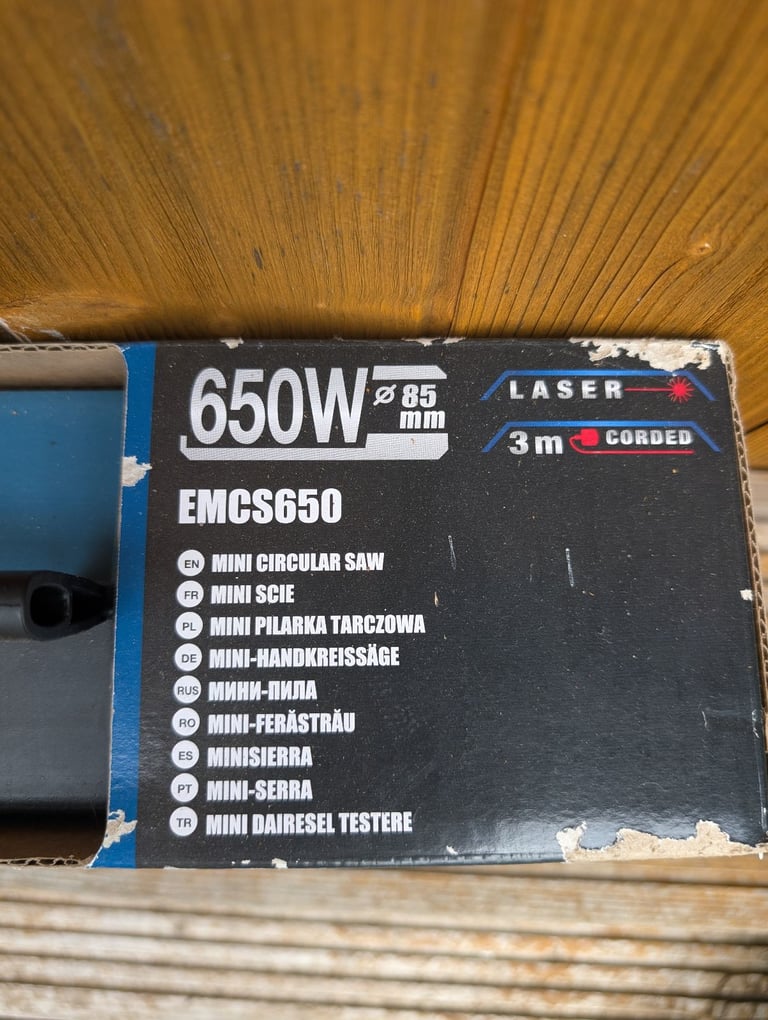 650W ø 85 mm
LASER
3m CORDED
EMCS650
EN MINI CIRCULAR SAW
FR MINI SCIE
PL MINI PILARKA TARCZOWA
DE MINI-HANDKREISSÄGE
RUS МИНИ-ПИЛА
RO MINI-FERĂSTRĂU
ES MINISIERRA
PT MINI-SERRA
TR MINI DAIRESEL TESTERE